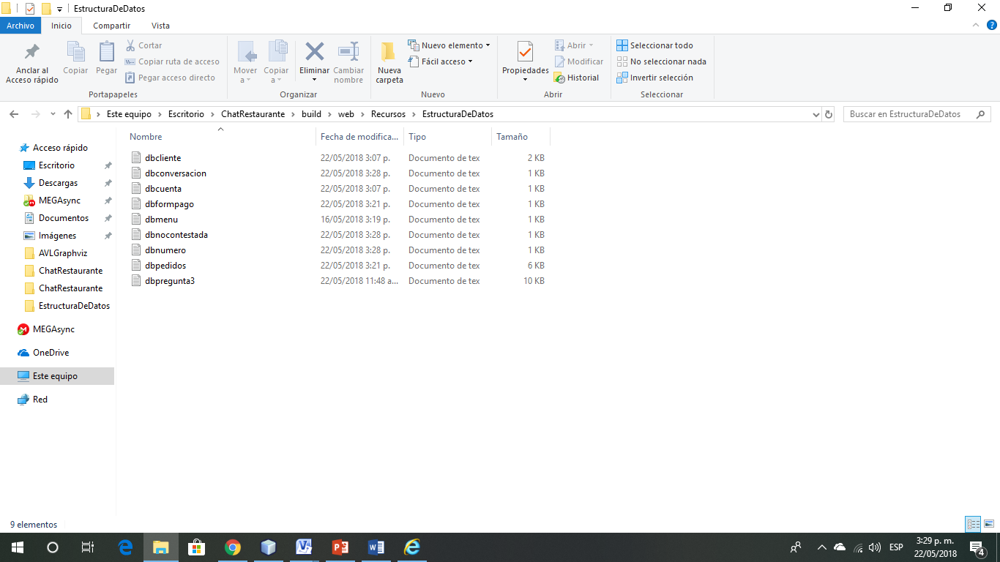 EstructuraDeDatos
Archivo Inicio Compartir Vista
Anclar al Acceso rápido
Copiar
Pegar
Cortar
Copiar ruta de acceso
Pegar acceso directo
Portapapeles
Mover a
Copiar a
Eliminar
Cambiar nombre
Organizar
Nueva carpeta
Nuevo elemento
Fácil acceso
Nuevo
Propiedades
Abrir
Modificar
Historial
Abrir
Seleccionar todo
No seleccionar nada
Invertir selección
Seleccionar
Este equipo > Escritorio > ChatRestaurante > build > web > Recursos > EstructuraDeDatos
Buscar en EstructuraDeDatos
Acceso rápido
Escritorio
Descargas
MEGAsync
Documentos
Imágenes
AVLGraphviz
ChatRestaurante
ChatRestaurante
EstructuraDeDatos
MEGAsync
OneDrive
Este equipo
Red
Nombre Fecha de modifica... Tipo Tamaño
dbcliente 22/05/2018 3:07 p. Documento de tex 2 KB
dbconversacion 22/05/2018 3:28 p. Documento de tex 1 KB
dbcuenta 22/05/2018 3:07 p. Documento de tex 1 KB
dbformpago 22/05/2018 3:21 p. Documento de tex 1 KB
dbmenu 16/05/2018 3:19 p. Documento de tex 1 KB
dbnocontestada 22/05/2018 3:28 p. Documento de tex 1 KB
dbnumero 22/05/2018 3:28 p. Documento de tex 1 KB
dbpedidos 22/05/2018 3:21 p. Documento de tex 6 KB
dbpregunta3 22/05/2018 11:48 a... Documento de tex 10 KB
9 elementos
ESP
3:29 p. m.
22/05/2018
4